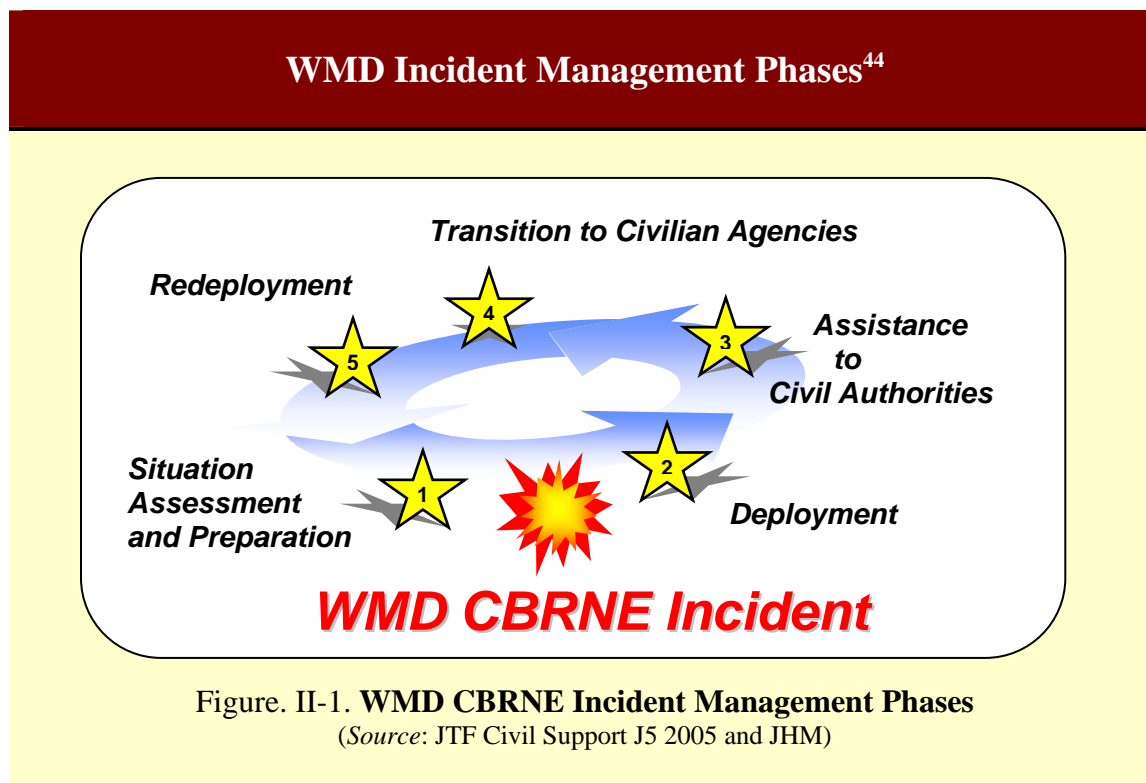 WMD Incident Management Phases44
Transition to Civilian Agencies
Redeployment
4
3
Assistance
to
Civil Authorities
5
2
Situation
Assessment
and Preparation
1
Deployment
WMD CBRNE Incident
Figure. II-1. WMD CBRNE Incident Management Phases
(Source: JTF Civil Support J5 2005 and JHM)